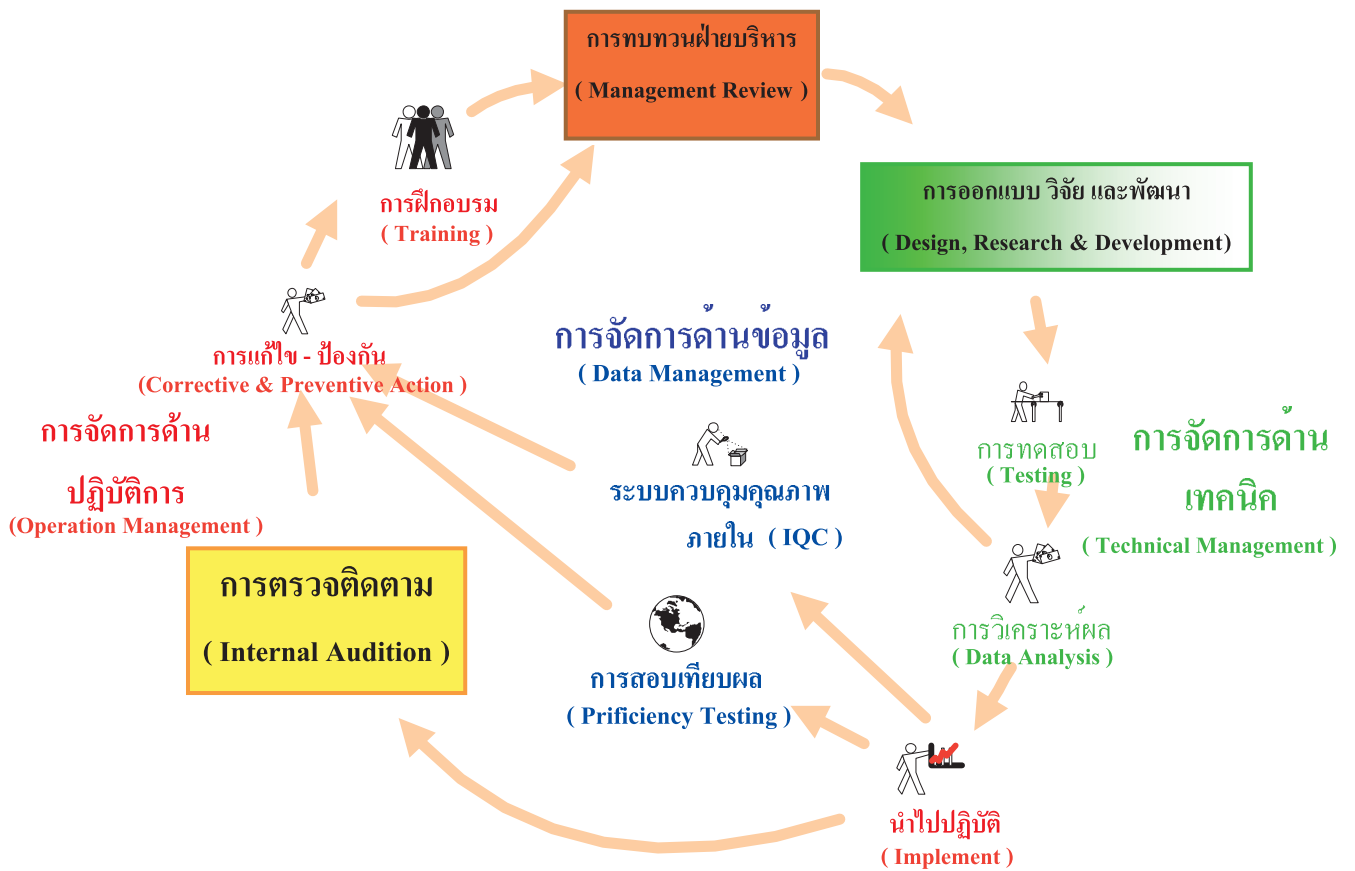 การทบทวนฝ่ายบริหาร
( Management Review )
การออกแบบ วิจัย และพัฒนา
( Design, Research & Development)
การฝึกอบรม
( Training )
การแก้ไข - ป้องกัน
(Corrective & Preventive Action )
การจัดการด้านข้อมูล
( Data Management )
การทดสอบ
( Testing )
การจัดการด้าน
เทคนิค
( Technical Management )
การจัดการด้าน
ปฏิบัติการ
(Operation Management )
ระบบควบคุมคุณภาพ
ภายใน ( IQC )
การตรวจติดตาม
( Internal Audition )
การวิเคราะห์ผล
( Data Analysis )
การสอบเทียบผล
( Prificiency Testing )
นำไปปฏิบัติ
( Implement )